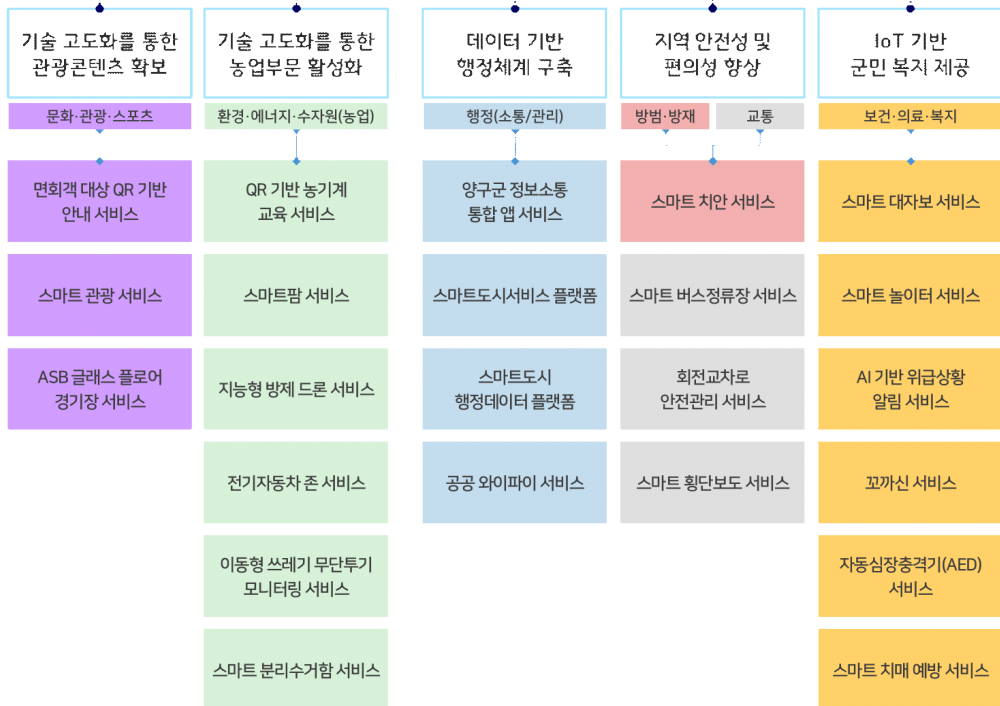 기술 고도화를 통한
관광콘텐츠 확보
문화·관광·스포츠
면회객 대상 QR 기반
안내 서비스
스마트 관광 서비스
ASB 글래스 플로어
경기장 서비스
기술 고도화를 통한
농업부문 활성화
환경·에너지·수자원(농업)
QR 기반 농기계
교육 서비스
스마트팜 서비스
지능형 방제 드론 서비스
전기자동차 존 서비스
이동형 쓰레기 무단투기
모니터링 서비스
스마트 분리수거함 서비스
데이터 기반
행정체계 구축
행정(소통/관리)
양구군 정보소통
통합 앱 서비스
스마트도시서비스 플랫폼
스마트도시
행정데이터 플랫폼
공공 와이파이 서비스
지역 안전성 및
편의성 향상
방범·방재
교통
스마트 치안 서비스
스마트 버스정류장 서비스
회전교차로
안전관리 서비스
스마트 횡단보도 서비스
IoT 기반
군민 복지 제공
보건·의료·복지
스마트 대자보 서비스
스마트 놀이터 서비스
AI 기반 위급상황
알림 서비스
꼬까신 서비스
자동심장충격기(AED)
서비스
스마트 치매 예방 서비스